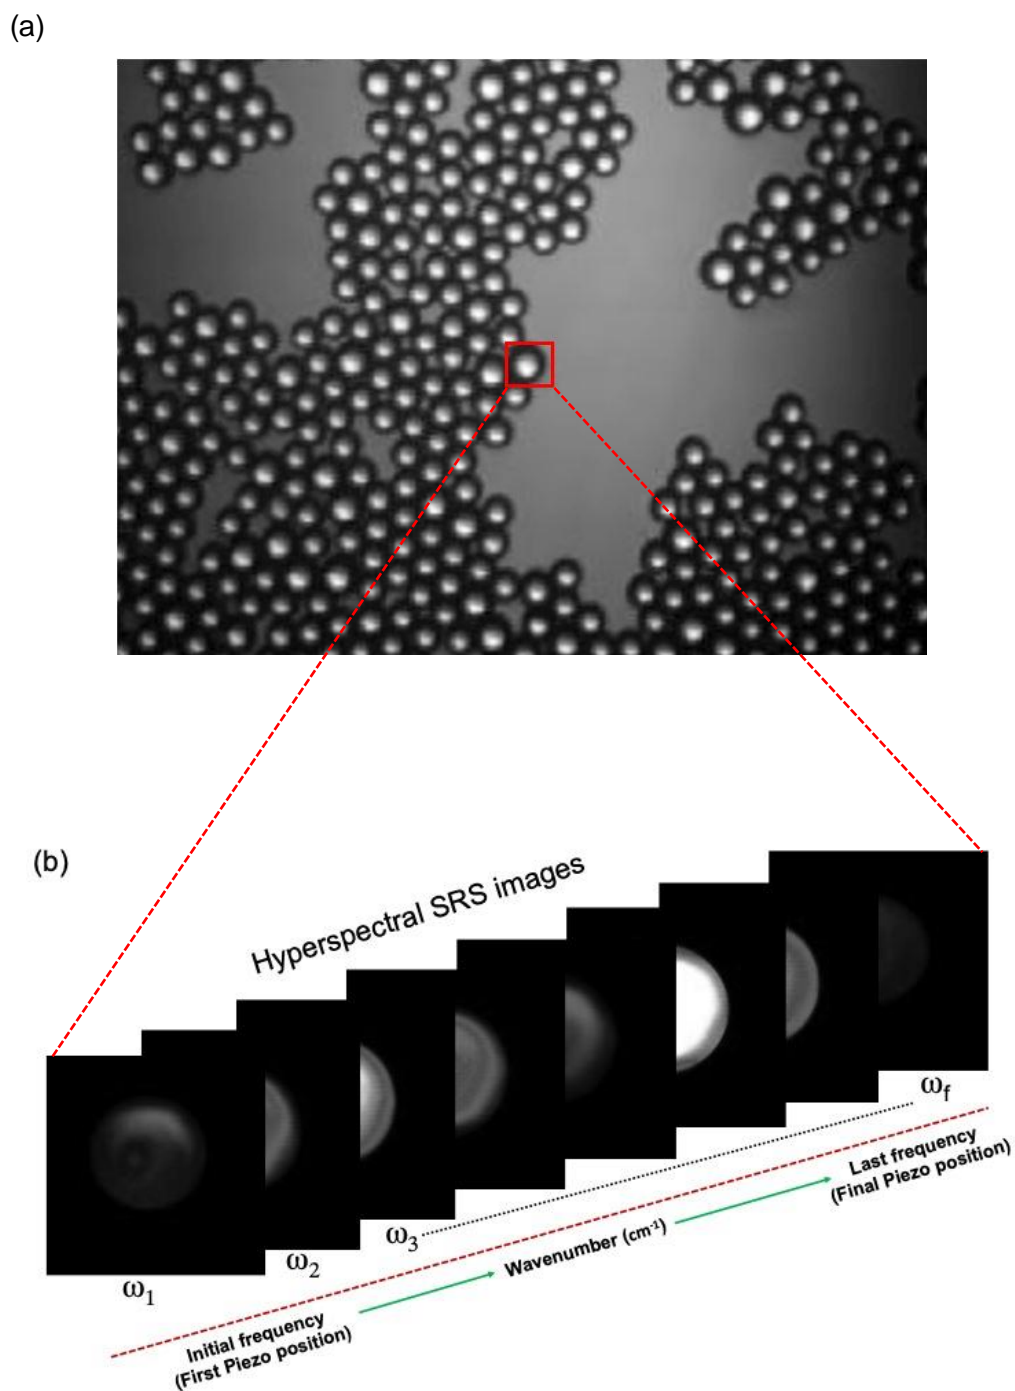 (a)
(b)
Hyperspectral SRS images
ω1
ω2
ω3
ωf
Initial frequency
(First Piezo position)
Wavenumber (cm⁻¹)
Last frequency
(Final Piezo position)